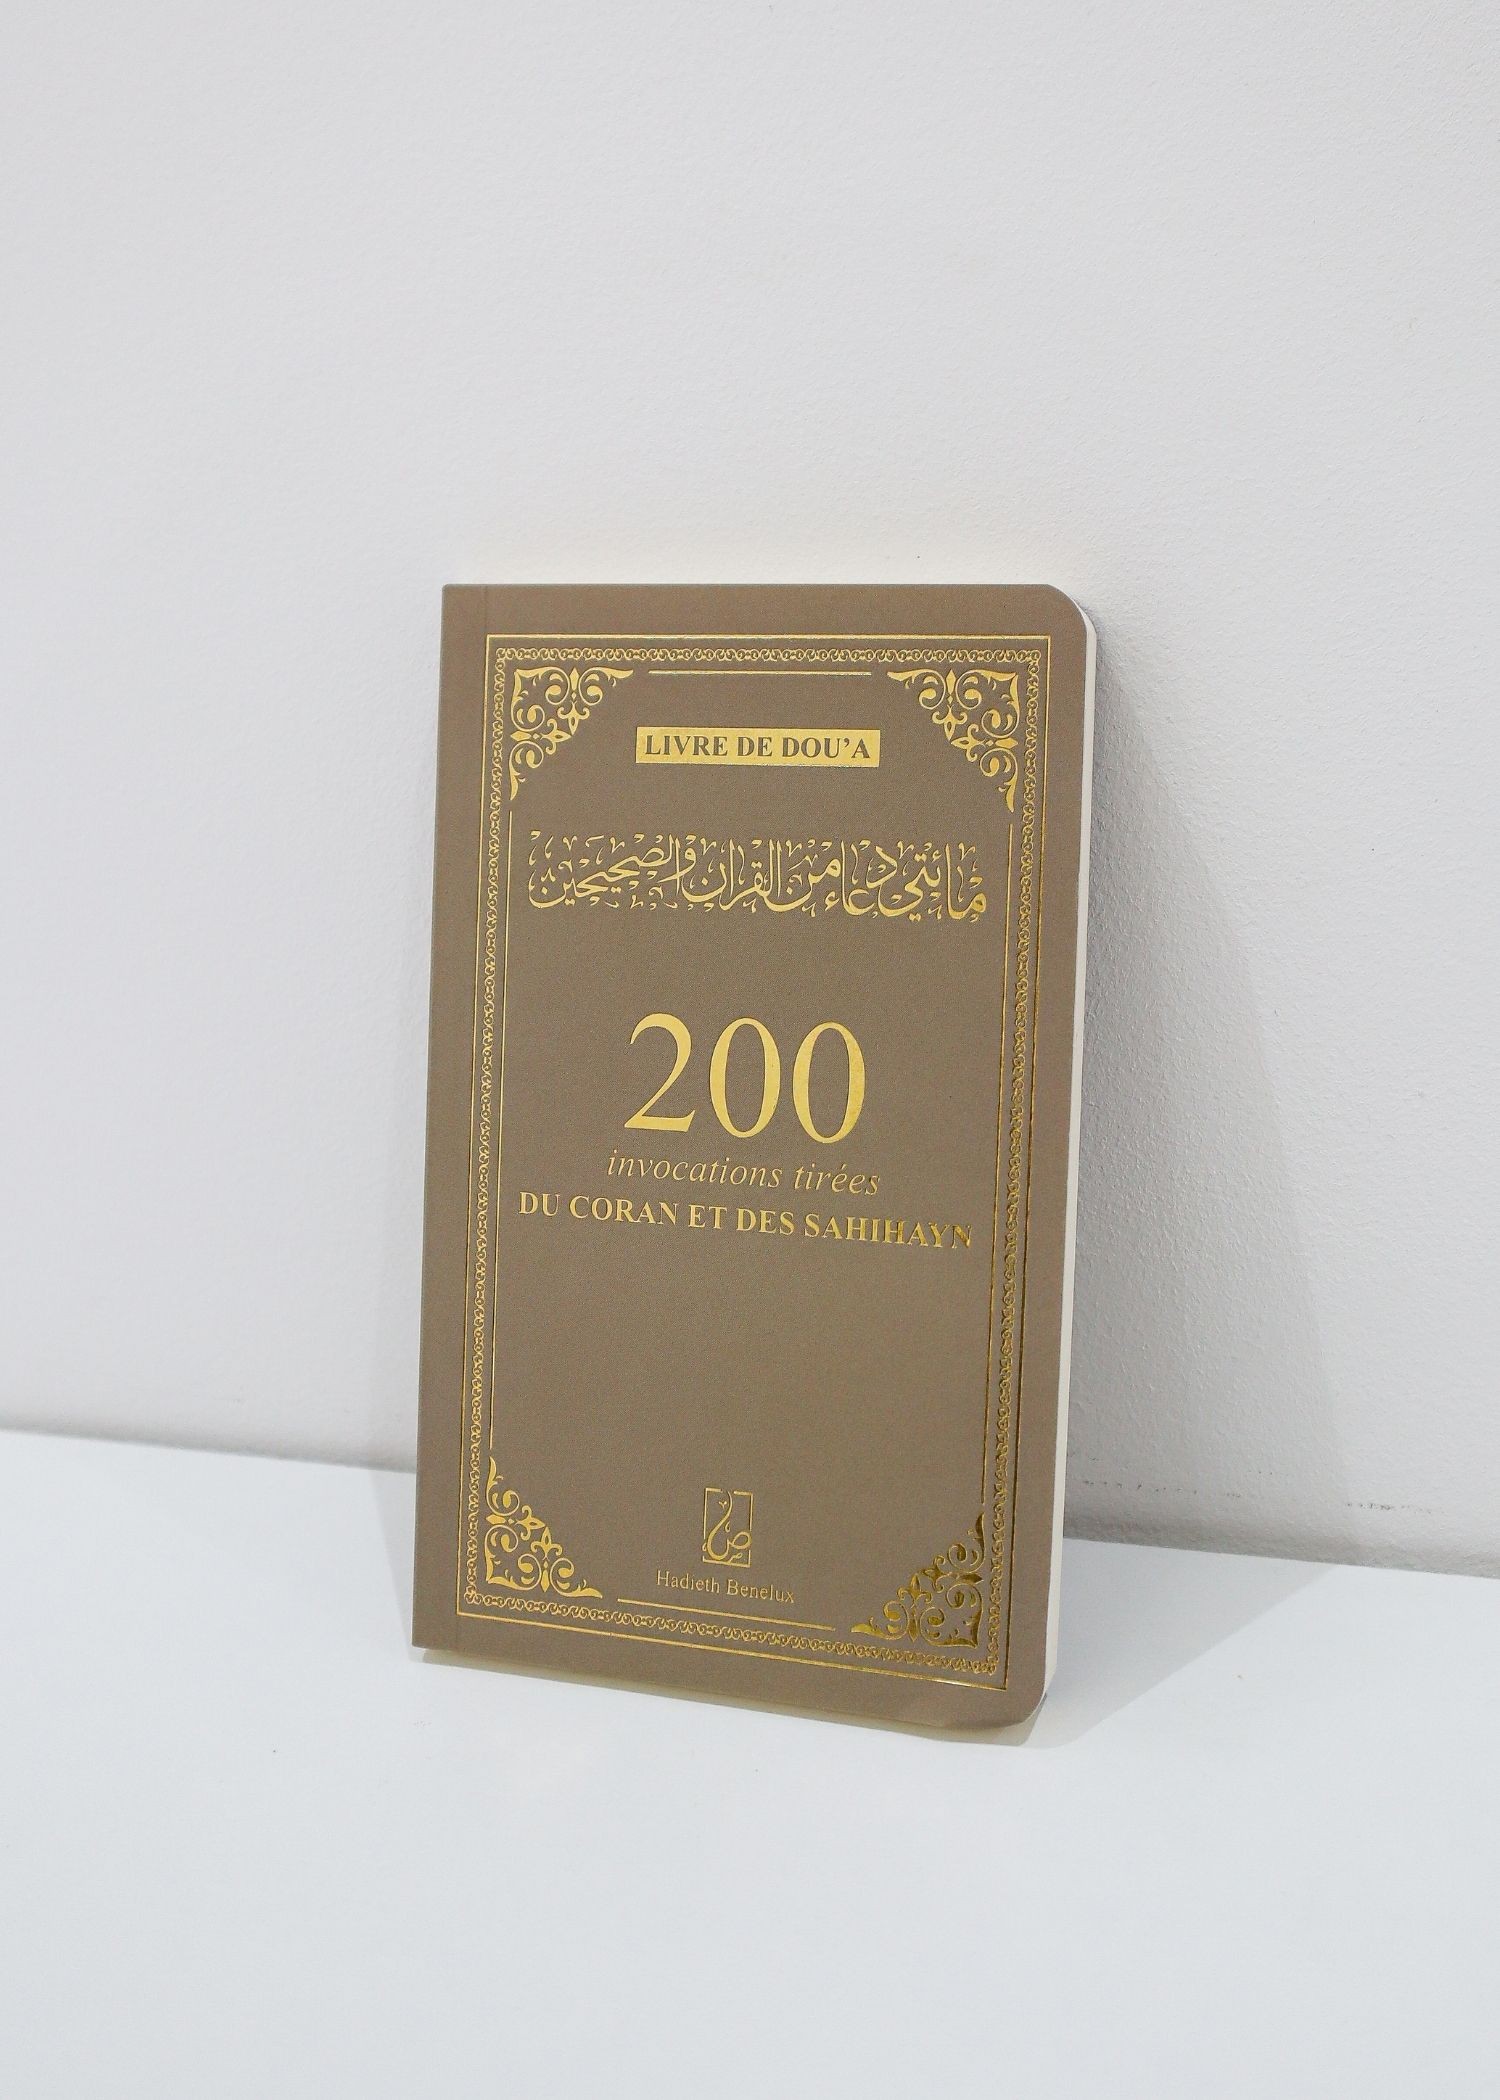 LIVRE DE DOU'A
مائتي دعاء من القرآن والصحيحين
200
invocations tirées
DU CORAN ET DES SAHIHAYN
Hadieth Benelux